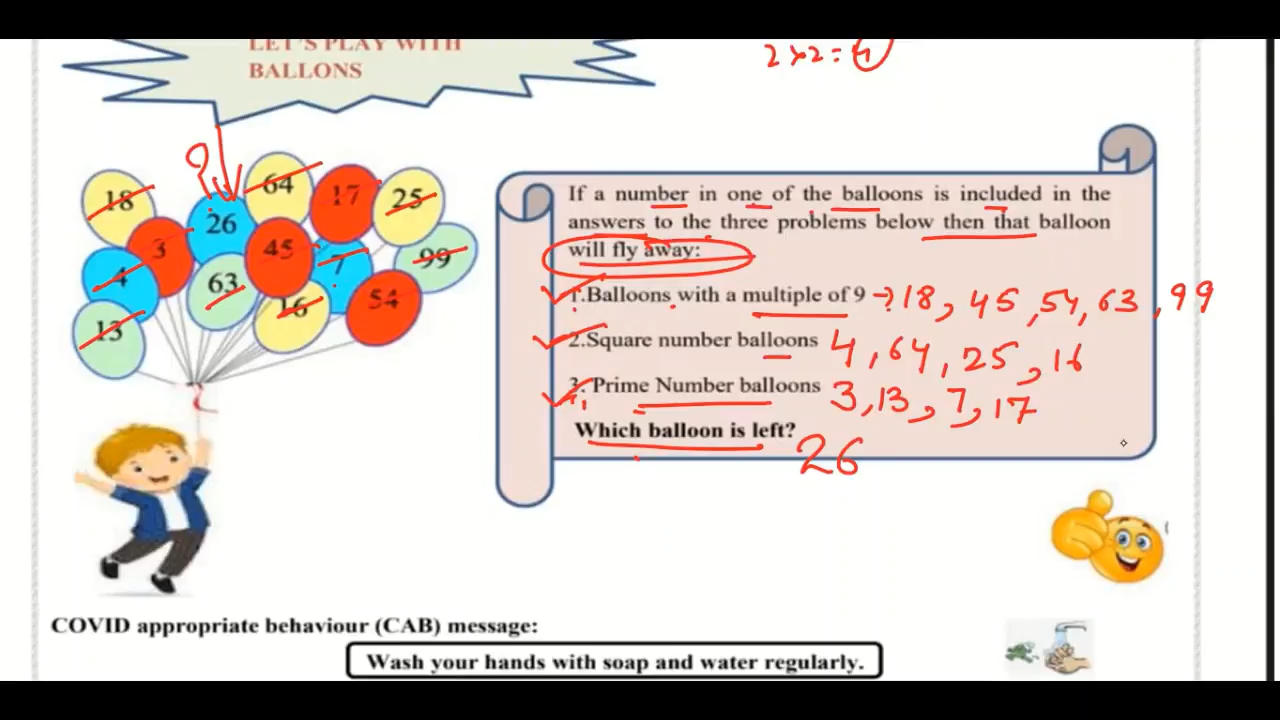 LET'S PLAY WITH
BALLONS
2×2=4
?
18
26
64
17
25
3
45
4
63
7
99
16
54
13
If a number in one of the balloons is included in the
answers to the three problems below then that balloon
will fly away:
1.Balloons with a multiple of 9 → 18, 45, 54, 63, 99
2.Square number balloons 4, 64, 25, 16
3. Prime Number balloons 3, 13, 7, 17
Which balloon is left? 26
COVID appropriate behaviour (CAB) message:
Wash your hands with soap and water regularly.